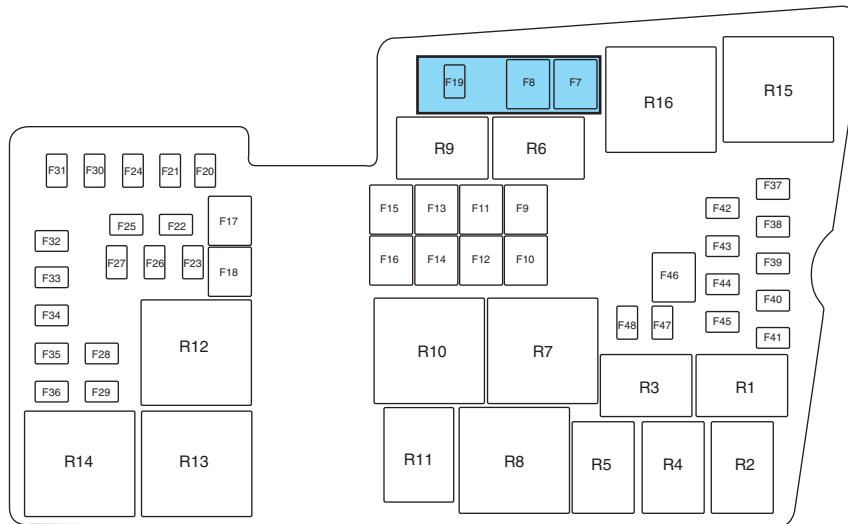 F19 F8 F7
R16 R15
R9 R6
F31 F30 F24 F21 F20
F37
F15 F13 F11 F9
F42
F25 F22 F17
F38
F32
F16 F14 F12 F10
F43
F27 F26 F23 F18
F39
F33
F46
F44
F40
F34
F48 F47 F45
F41
R12
R10 R7
F35 F28
R3 R1
F36 F29
R14 R13
R11 R8 R5 R4 R2